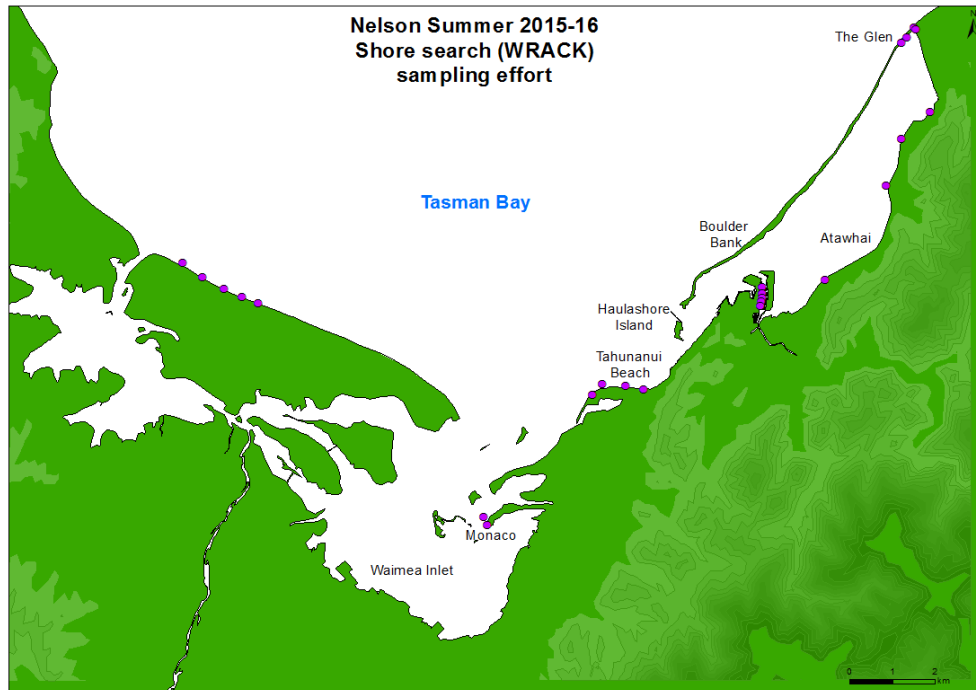 Nelson Summer 2015-16
Shore search (WRACK)
sampling effort
N
The Glen
Tasman Bay
Boulder
Bank
Atawhai
Haulashore
Island
Tahunanui
Beach
Monaco
Waimea Inlet
0 1 2
km